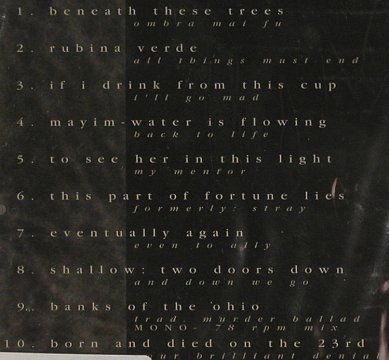 1. beneath these trees
ombra mai fu
2. rubina verde
all things must end
3. if i drink from this cup
i'll go mad
4. mayim-water is flowing
back to life
5. to see her in this light
my mentor
6. this part of fortune lies
formerly: stray
7. eventually again
even to ally
8. shallow: two doors down
and down we go
9. banks of the ohio
trad. murder ballad
MONO- 78 rpm mix
10. born and died on the 23rd
ur brilliant denia